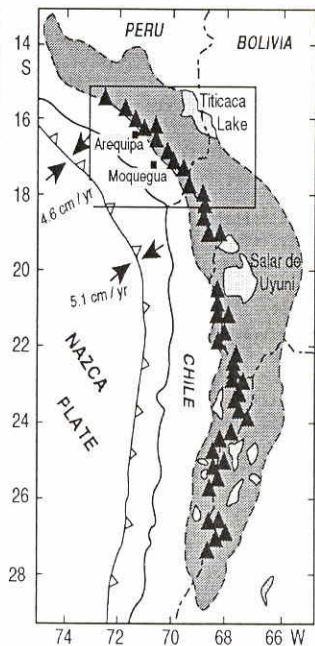 PERU
BOLIVIA
14
S
Titicaca
Lake
Arequipa
16
Moquegua
18
4.6 cm / yr
5.1 cm / yr
20
Salar de
Uyuni
22
NAZCA
PLATE
CHILE
24
26
28
74 72 70 68 66 W